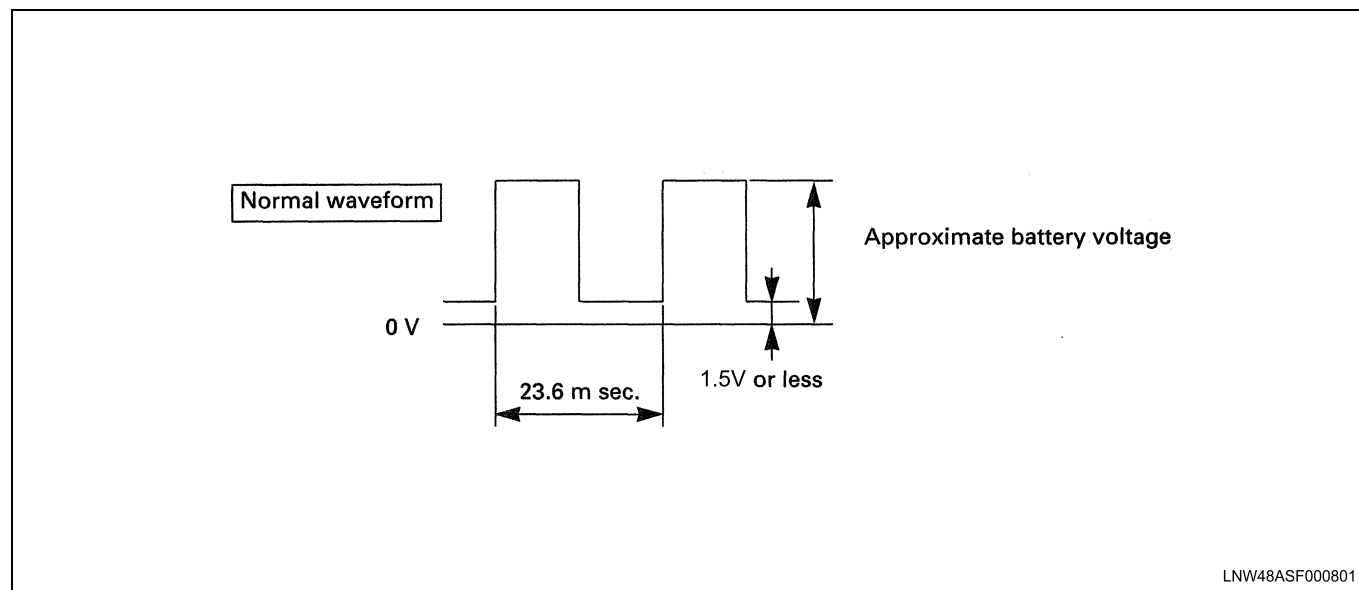 Normal waveform
Approximate battery voltage
0 V
1.5V or less
23.6 m sec.
LNW48ASF000801